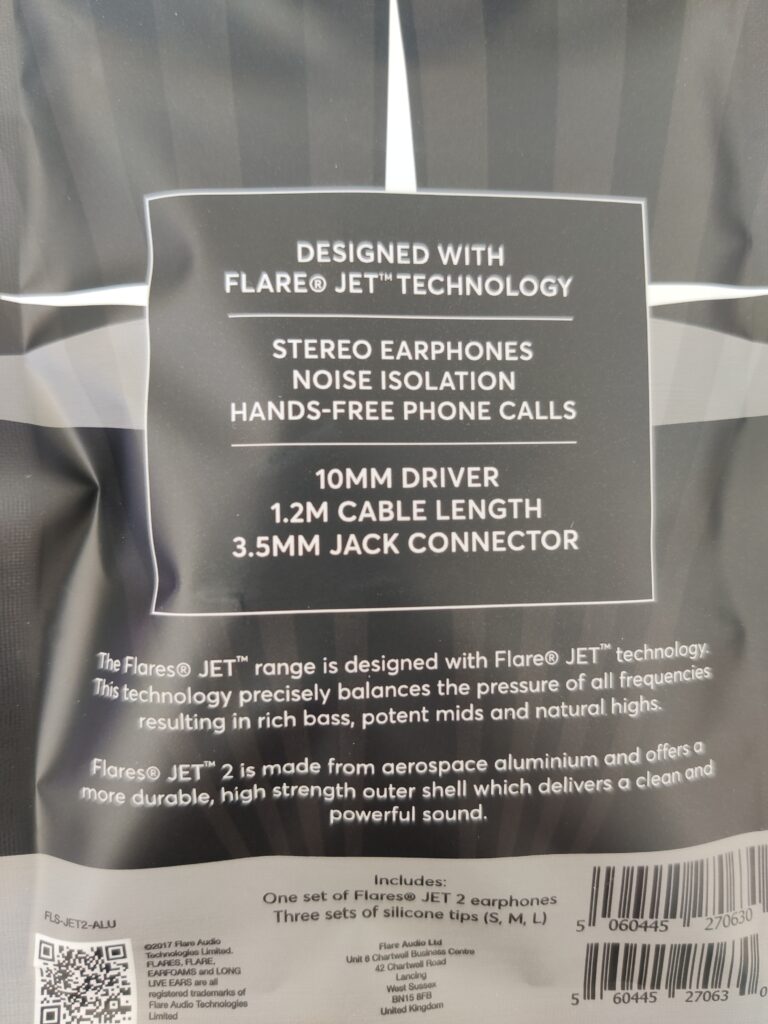 DESIGNED WITH
FLARE® JET™ TECHNOLOGY
STEREO EARPHONES
NOISE ISOLATION
HANDS-FREE PHONE CALLS
10MM DRIVER
1.2M CABLE LENGTH
3.5MM JACK CONNECTOR
The Flares® JET™ range is designed with Flare® JET™ technology.
This technology precisely balances the pressure of all frequencies
resulting in rich bass, potent mids and natural highs.
Flares® JET™ 2 is made from aerospace aluminium and offers a
more durable, high strength outer shell which delivers a clean and
powerful sound.
Includes:
One set of Flares® JET 2 earphones
Three sets of silicone tips (S, M, L)
FLS-JET2-ALU
©2017 Flare Audio
Technologies Limited.
FLARES, FLARE,
EARFOAMS and LONG
LIVE EARS are all
registered trademarks of
Flare Audio Technologies
Limited
Flare Audio Ltd
Unit 6 Chartwell Business Centre
42 Chartwell Road
Lancing
West Sussex
BN15 8FB
United Kingdom
5 060445 270630
5 60445 27063 0